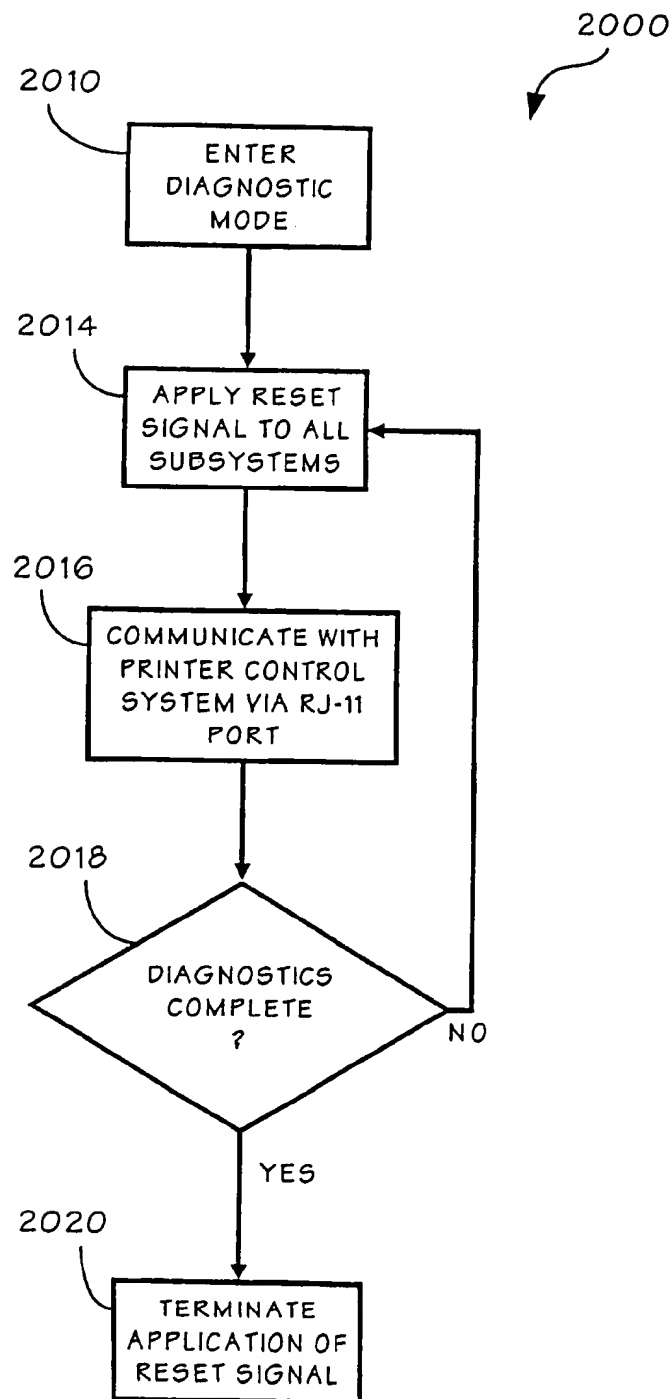 2000
2010
ENTER
DIAGNOSTIC
MODE
2014
APPLY RESET
SIGNAL TO ALL
SUBSYSTEMS
2016
COMMUNICATE WITH
PRINTER CONTROL
SYSTEM VIA RJ-11
PORT
2018
DIAGNOSTICS
COMPLETE
?
NO
YES
2020
TERMINATE
APPLICATION OF
RESET SIGNAL